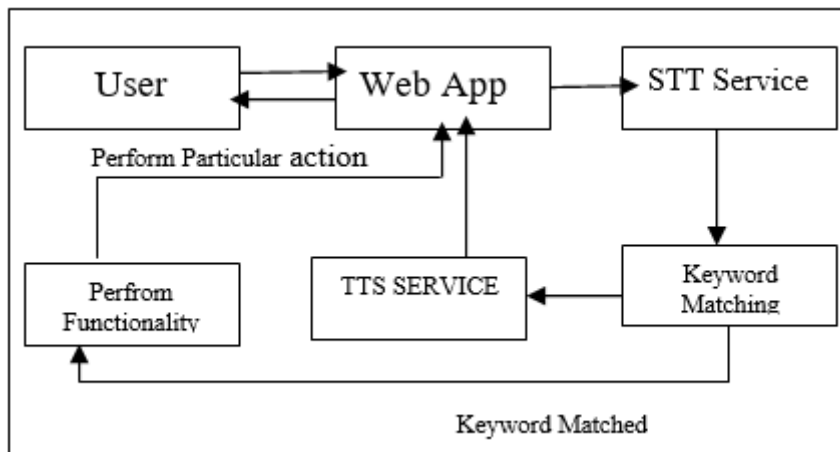 User
Web App
STT Service
Perform Particular action
Perfrom
Functionality
TTS SERVICE
Keyword
Matching
Keyword Matched